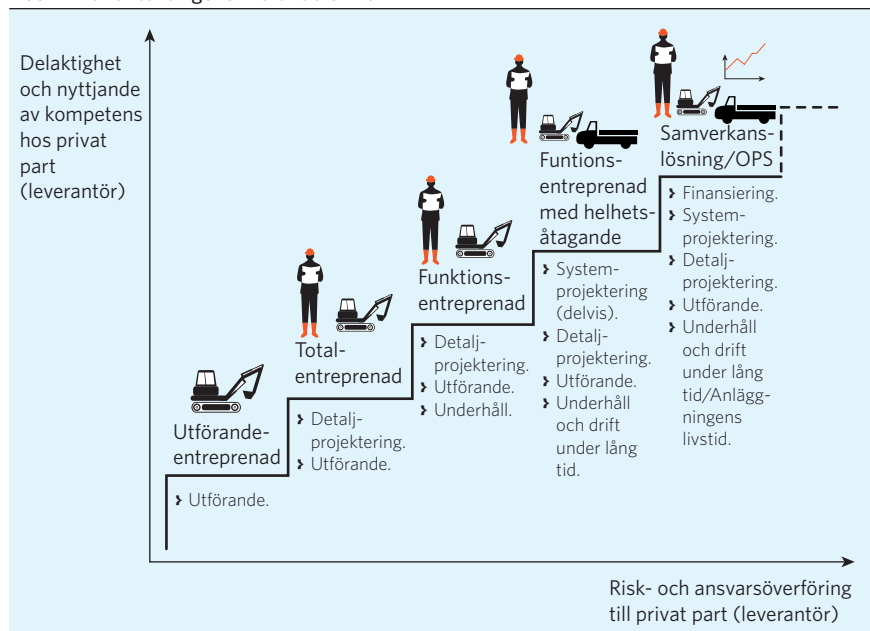 Delaktighet
och nyttjande
av kompetens
hos privat
part
(leverantör)
Utförande-
entreprenad
❥ Utförande.
Total-
entreprenad
❥ Detalj-
projektering.
❥ Utförande.
Funktions-
entreprenad
❥ Detalj-
projektering.
❥ Utförande.
❥ Underhåll.
Funtions-
entreprenad
med helhets-
åtagande
❥ System-
projektering
(delvis).
❥ Detalj-
projektering.
❥ Utförande.
❥ Underhåll
och drift
under lång
tid.
Samverkans-
lösning/OPS
❥ Finansiering.
❥ System-
projektering.
❥ Detalj-
projektering.
❥ Utförande.
❥ Underhåll
och drift
under lång
tid/Anlägg-
ningens
livstid.
Risk- och ansvarsöverföring
till privat part (leverantör)